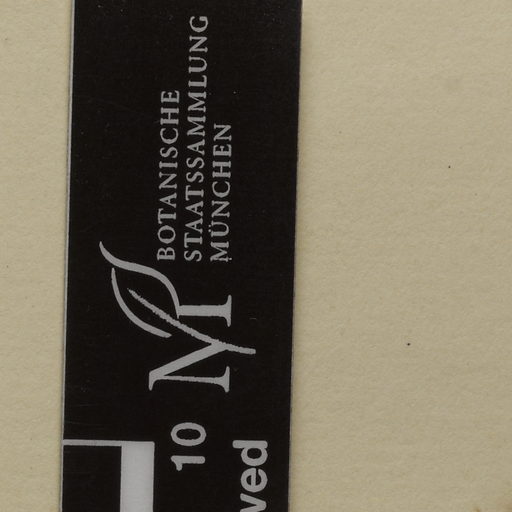 BOTANISCHE
STAATSSAMMLUNG
MÜNCHEN
M
10
ved